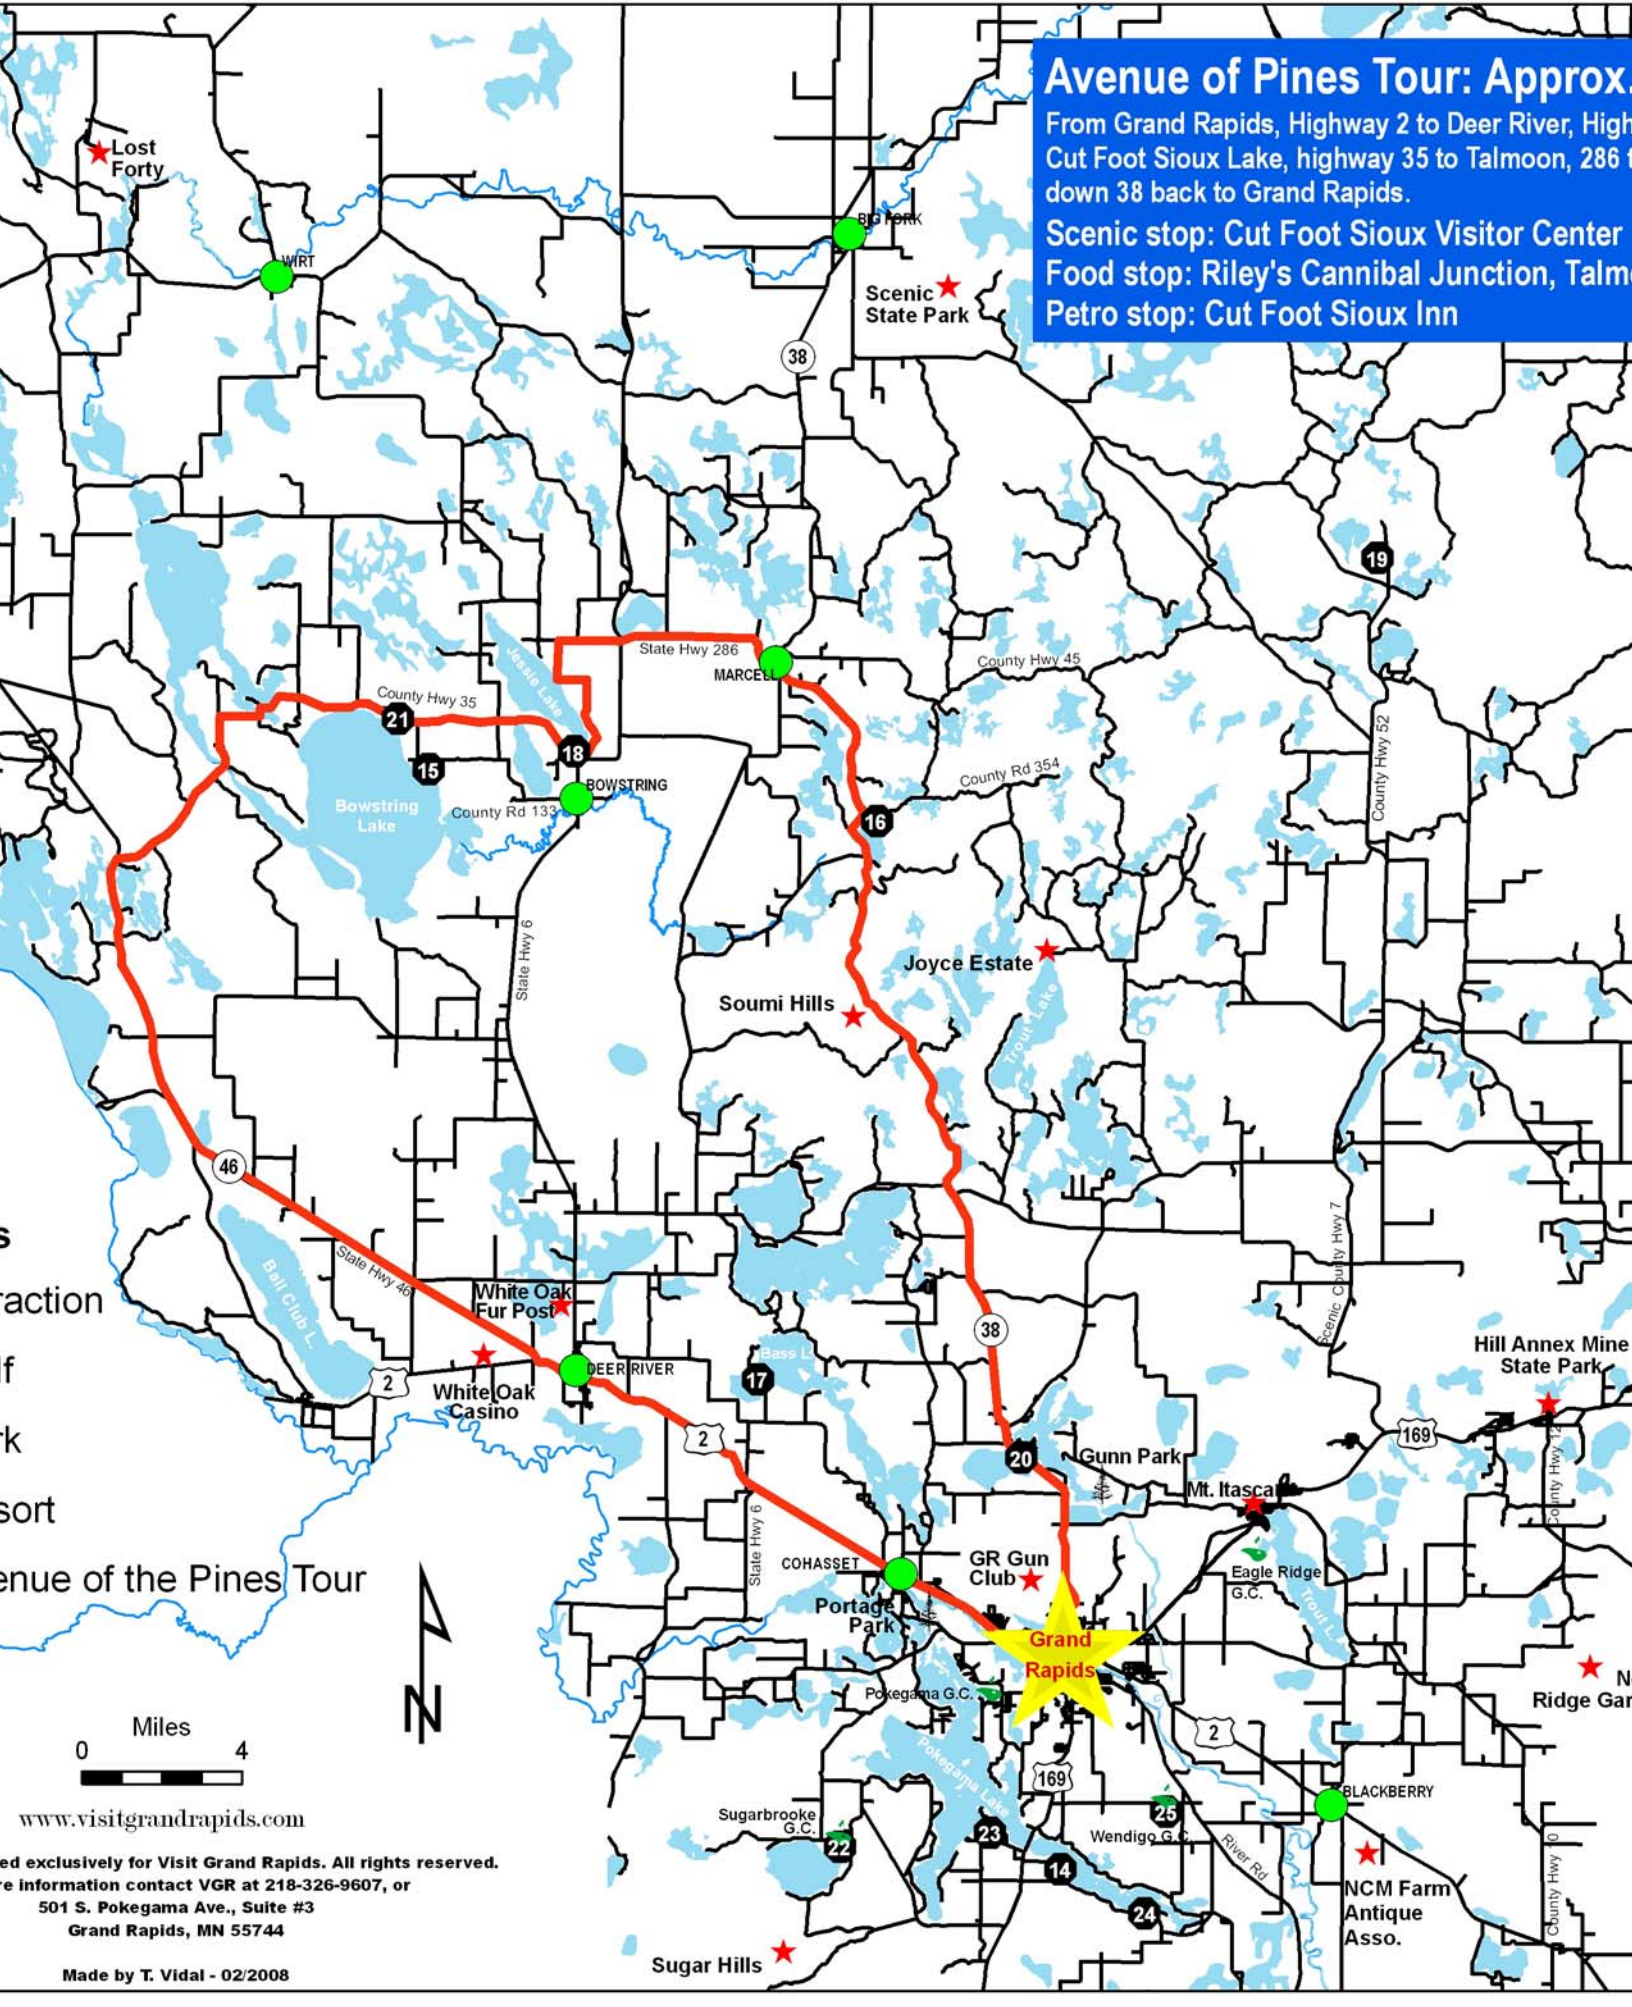 Avenue of Pines Tour: Approx.
From Grand Rapids, Highway 2 to Deer River, High
Cut Foot Sioux Lake, highway 35 to Talmoon, 286 t
down 38 back to Grand Rapids.
Scenic stop: Cut Foot Sioux Visitor Center
Food stop: Riley's Cannibal Junction, Talm
Petro stop: Cut Foot Sioux Inn
Lost
Forty
WIRT
BIG FORK
Scenic
State Park
38
19
State Hwy 286
MARCELL
County Hwy 45
Jessie Lake
County Hwy 35
21
18
15
BOWSTRING
Bowstring
Lake
County Rd 133
County Rd 354
16
County Hwy 52
State Hwy 6
Joyce Estate
Soumi Hills
Trout Lake
46
State Hwy 46
Ball Club L.
White Oak
Fur Post
DEER RIVER
2
White Oak
Casino
Bass L.
17
2
38
Scenic County Hwy 7
Hill Annex Mine
State Park
169
County Hwy 12
20
Gunn Park
Mt. Itasca
s
raction
lf
rk
sort
enue of the Pines Tour
State Hwy 6
COHASSET
GR Gun
Club
Eagle Ridge
G.C.
Trout L.
Portage
Park
Grand
Rapids
Pokegama G.C.
N
Ridge Gar
N
Miles
0 4
www.visitgrandrapids.com
2
169
Pokegama Lake
BLACKBERRY
Sugarbrooke
G.C.
22
23
25
Wendigo G.C.
River Rd
14
24
County Hwy 10
NCM Farm
Antique
Asso.
Sugar Hills
ed exclusively for Visit Grand Rapids. All rights reserved.
re information contact VGR at 218-326-9607, or
501 S. Pokegama Ave., Suite #3
Grand Rapids, MN 55744
Made by T. Vidal - 02/2008